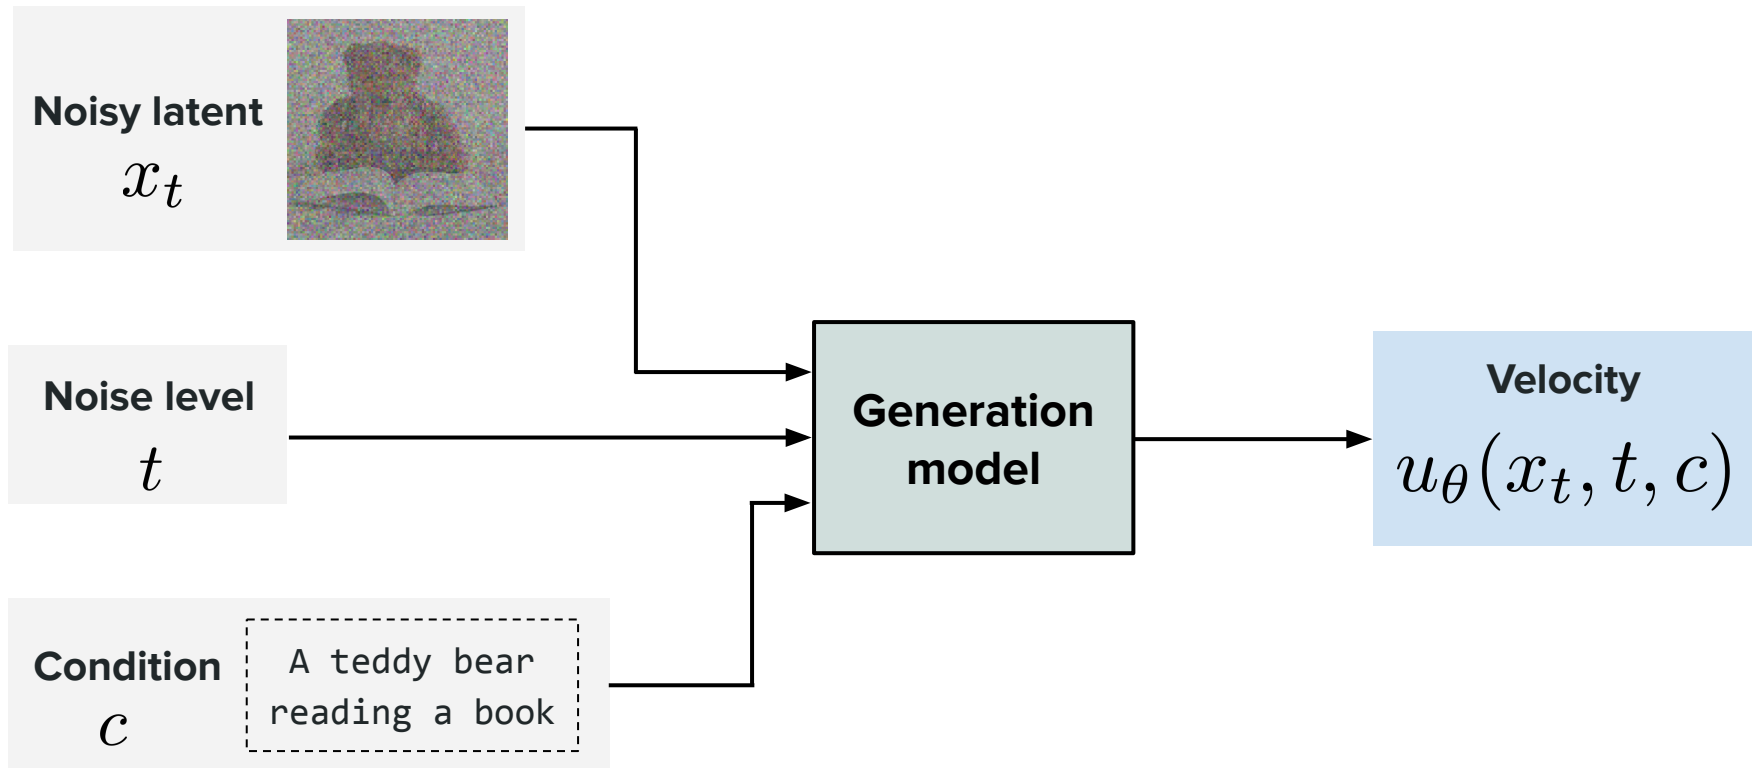 Noisy latent
x_t
Noise level
t
Condition
c
A teddy bear
reading a book
Generation
model
Velocity
u_θ(x_t, t, c)